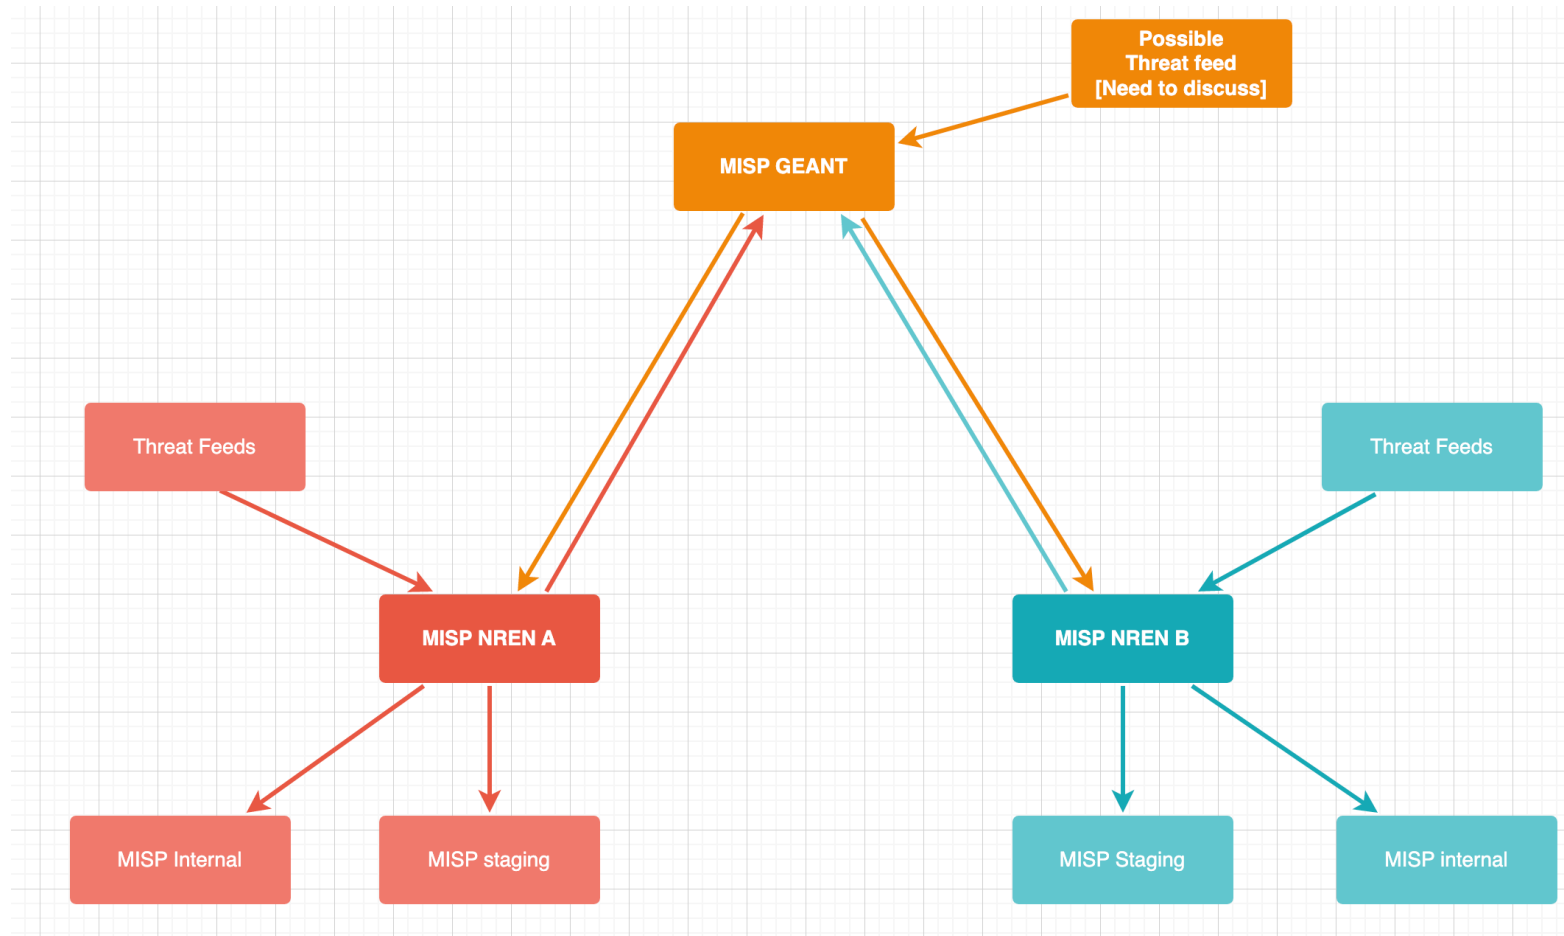 Possible
Threat feed
[Need to discuss]
MISP GEANT
Threat Feeds
Threat Feeds
MISP NREN A
MISP NREN B
MISP Internal
MISP staging
MISP Staging
MISP internal